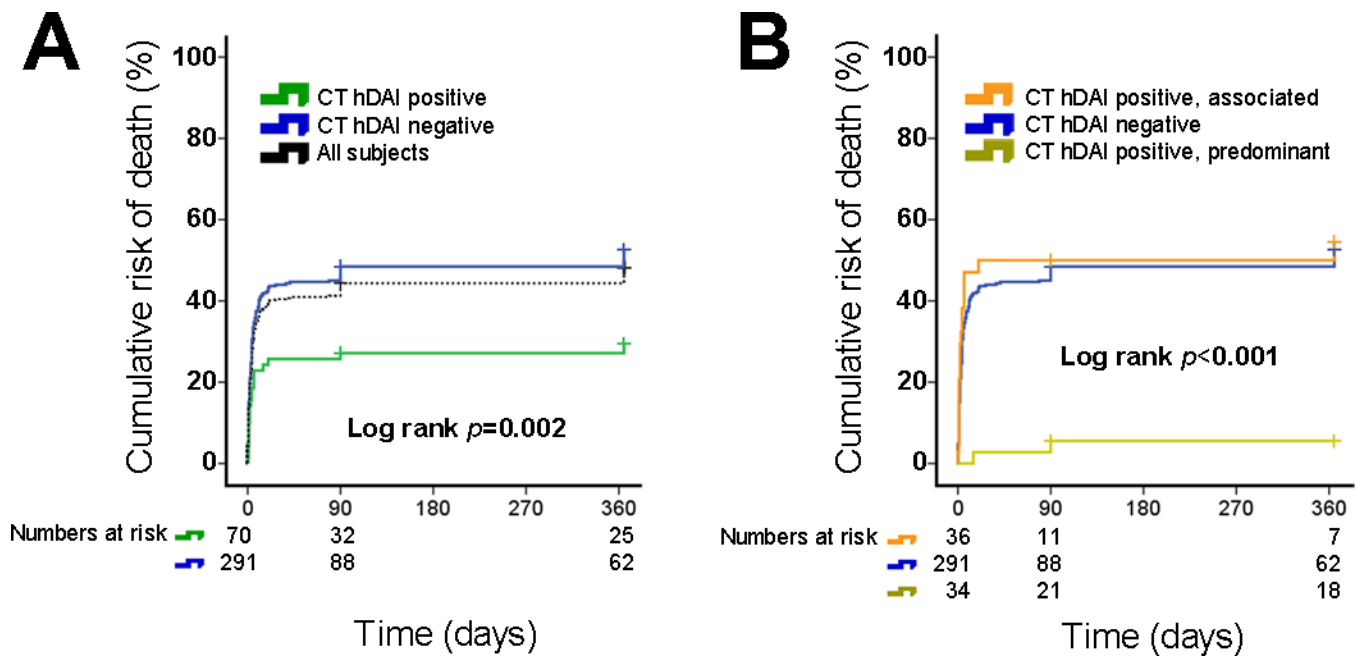 A
Cumulative risk of death (%)
100
80
60
40
20
0
CT hDAI positive
CT hDAI negative
All subjects
Log rank p=0.002
0 90 180 270 360
Numbers at risk 70 32 25
291 88 62
Time (days)
B
Cumulative risk of death (%)
100
80
60
40
20
0
CT hDAI positive, associated
CT hDAI negative
CT hDAI positive, predominant
Log rank p<0.001
0 90 180 270 360
Numbers at risk 36 11 7
291 88 62
34 21 18
Time (days)